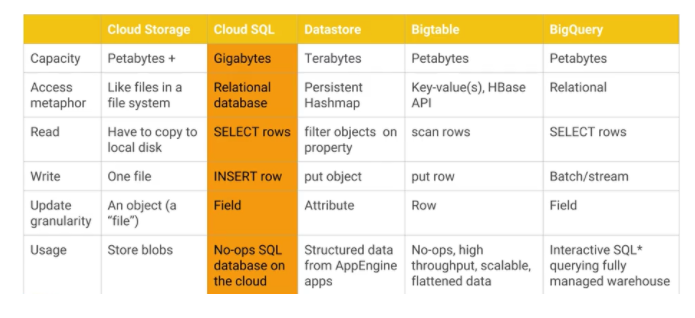 Cloud Storage Cloud SQL Datastore Bigtable BigQuery
Capacity Petabytes + Gigabytes Terabytes Petabytes Petabytes
Access Like files in a Relational Persistent Key-value(s), HBase Relational
metaphor file system database Hashmap API
Read Have to copy to SELECT rows filter objects on scan rows SELECT rows
local disk property
Write One file INSERT row put object put row Batch/stream
Update An object (a Field Attribute Row Field
granularity “file”)
Usage Store blobs No-ops SQL Structured data No-ops, high Interactive SQL*
database on from AppEngine throughput, scalable, querying fully
the cloud apps flattened data managed warehouse